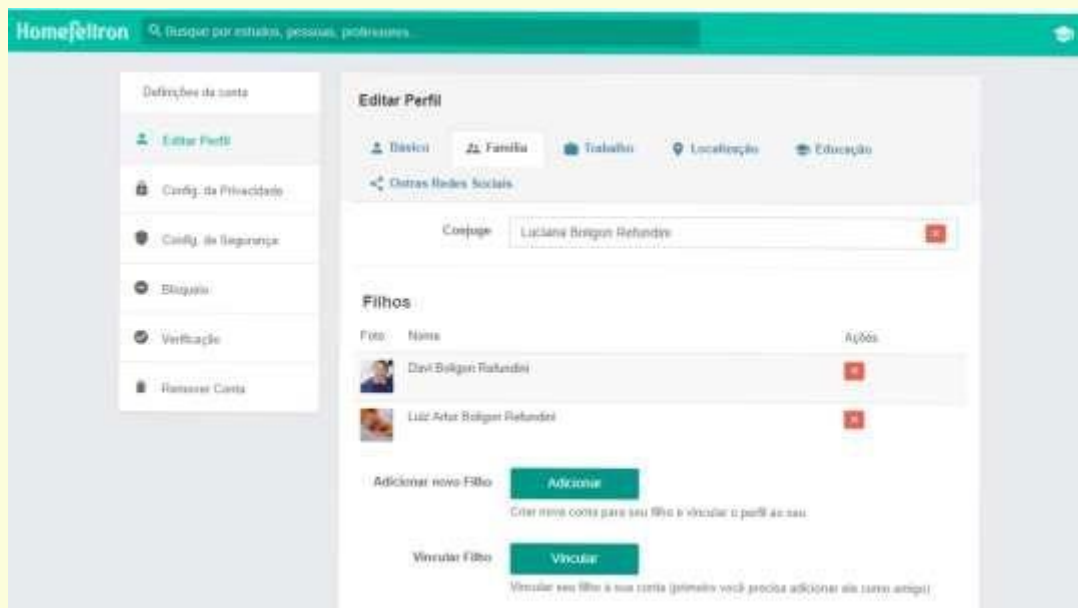 Homefeltron
Busque por estudos, pessoas, professores...
Definições da conta
Editar Perfil
Config. da Privacidade
Config. de Segurança
Bloqueio
Verificação
Remover Conta
Editar Perfil
Básico Família Trabalho Localização Educação
Outras Redes Sociais
Conjuge Luciana Boligon Refundini
Filhos
Foto Nome Ações
Davi Boligon Refundini
Luiz Artur Boligon Refundini
Adicionar novo Filho Adicionar
Criar nova conta para seu filho e vincular o perfil ao seu
Vincular Filho Vincular
Vincular seu filho a sua conta (primeiro você precisa adicionar ele como amigo)